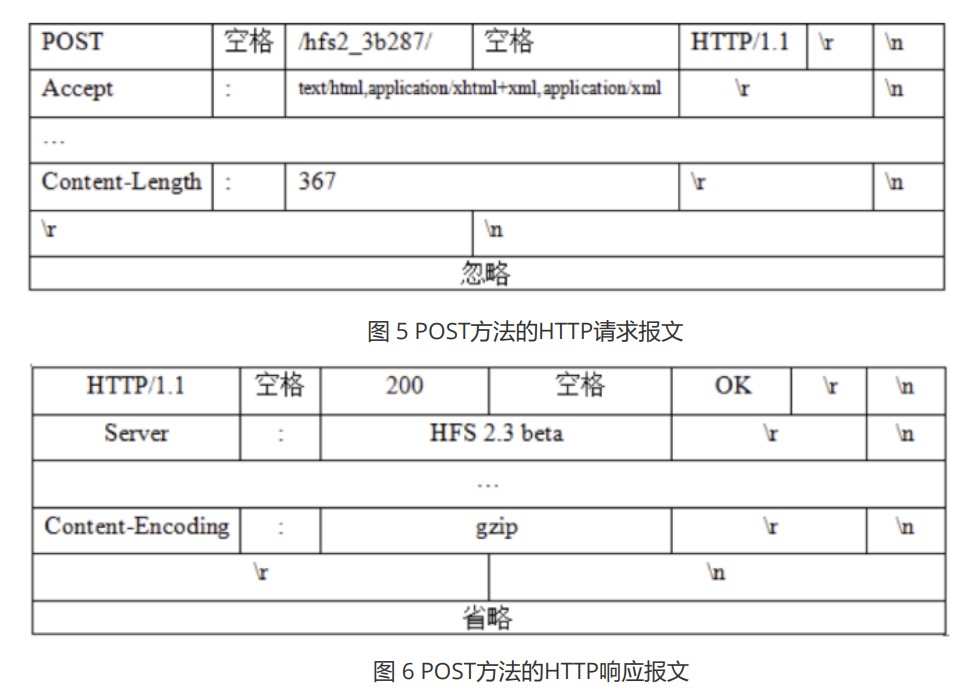 POST 空格 /hfs2_3b287/ 空格 HTTP/1.1 \r \n
Accept : text/html,application/xhtml+xml,application/xml \r \n
...
Content-Length : 367 \r \n
\r \n
忽略
图 5 POST方法的HTTP请求报文
HTTP/1.1 空格 200 空格 OK \r \n
Server : HFS 2.3 beta \r \n
...
Content-Encoding : gzip \r \n
\r \n
省略
图 6 POST方法的HTTP响应报文